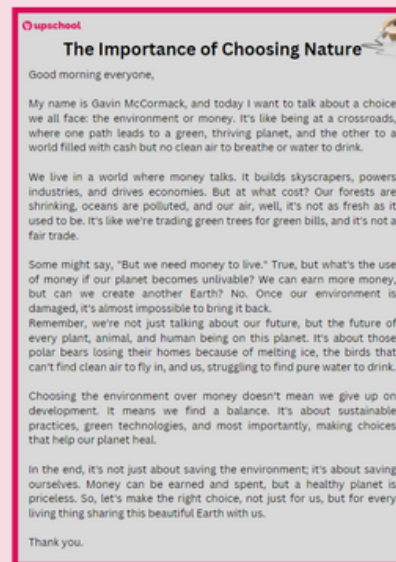 upschool
The Importance of Choosing Nature
Good morning everyone,
My name is Gavin McCormack, and today I want to talk about a choice
we all face: the environment or money. It's like being at a crossroads,
where one path leads to a green, thriving planet, and the other to a
world filled with cash but no clean air to breathe or water to drink.
We live in a world where money talks. It builds skyscrapers, powers
industries, and drives economies. But at what cost? Our forests are
shrinking, oceans are polluted, and our air, well, it's not as fresh as it
used to be. It's like we're trading green trees for green bills, and it's not a
fair trade.
Some might say, "But we need money to live." True, but what's the use
of money if our planet becomes unlivable? We can earn more money,
but can we create another Earth? No. Once our environment is
damaged, it's almost impossible to bring it back.
Remember, we're not just talking about our future, but the future of
every plant, animal, and human being on this planet. It's about those
polar bears losing their homes because of melting ice, the birds that
can't find clean air to fly in, and us, struggling to find pure water to drink.
Choosing the environment over money doesn't mean we give up on
development. It means we find a balance. It's about sustainable
practices, green technologies, and most importantly, making choices
that help our planet heal.
In the end, it's not just about saving the environment; it's about saving
ourselves. Money can be earned and spent, but a healthy planet is
priceless. So, let's make the right choice, not just for us, but for every
living thing sharing this beautiful Earth with us.
Thank you.